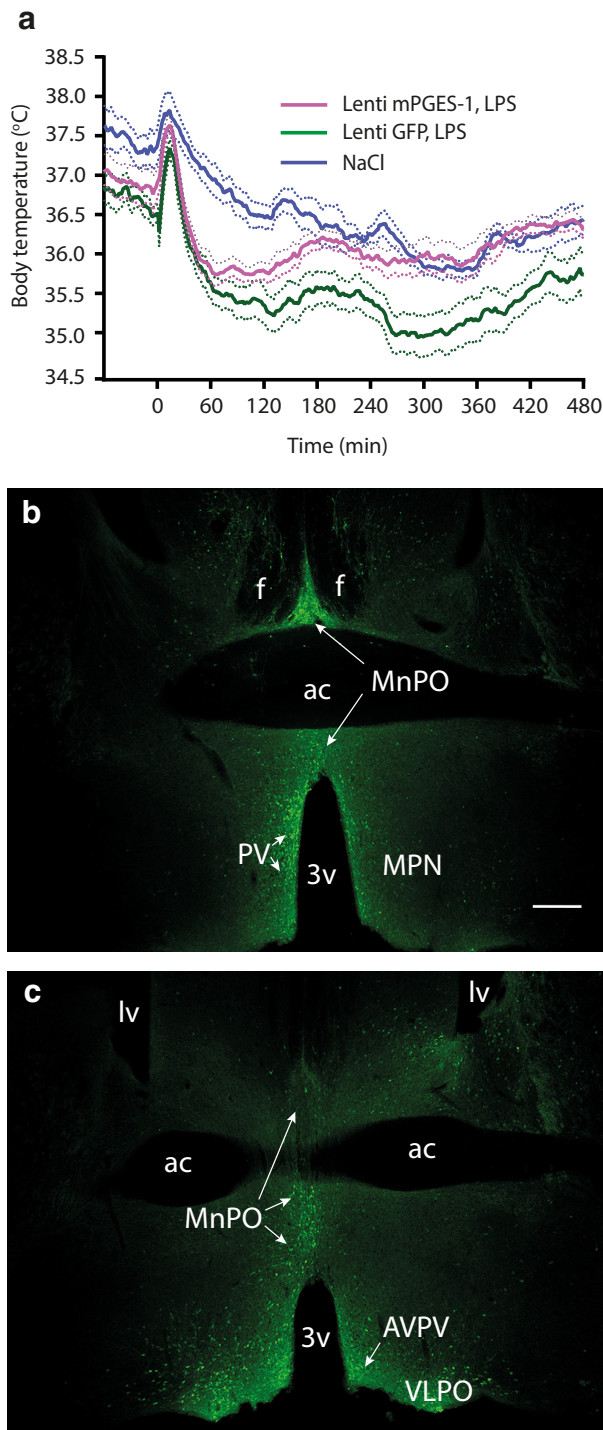 a
38.5
38.0
37.5
37.0
36.5
36.0
35.5
35.0
34.5
Body temperature (ºC)
Lenti mPGES-1, LPS
Lenti GFP, LPS
NaCl
0 60 120 180 240 300 360 420 480
Time (min)
b
f f
MnPO
ac
PV
3v
MPN
c
lv lv
ac ac
MnPO
AVPV
3v
VLPO